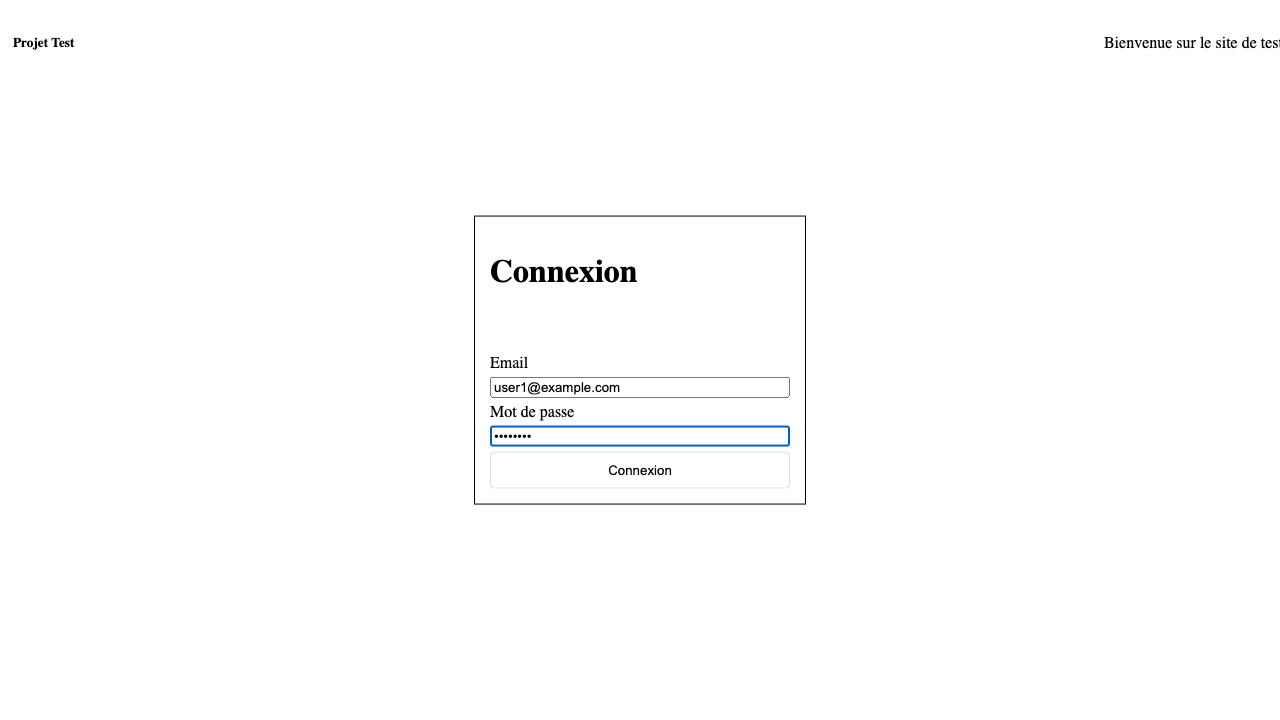 Projet Test
Bienvenue sur le site de test
Connexion
Email
user1@example.com
Mot de passe
••••••••
Connexion